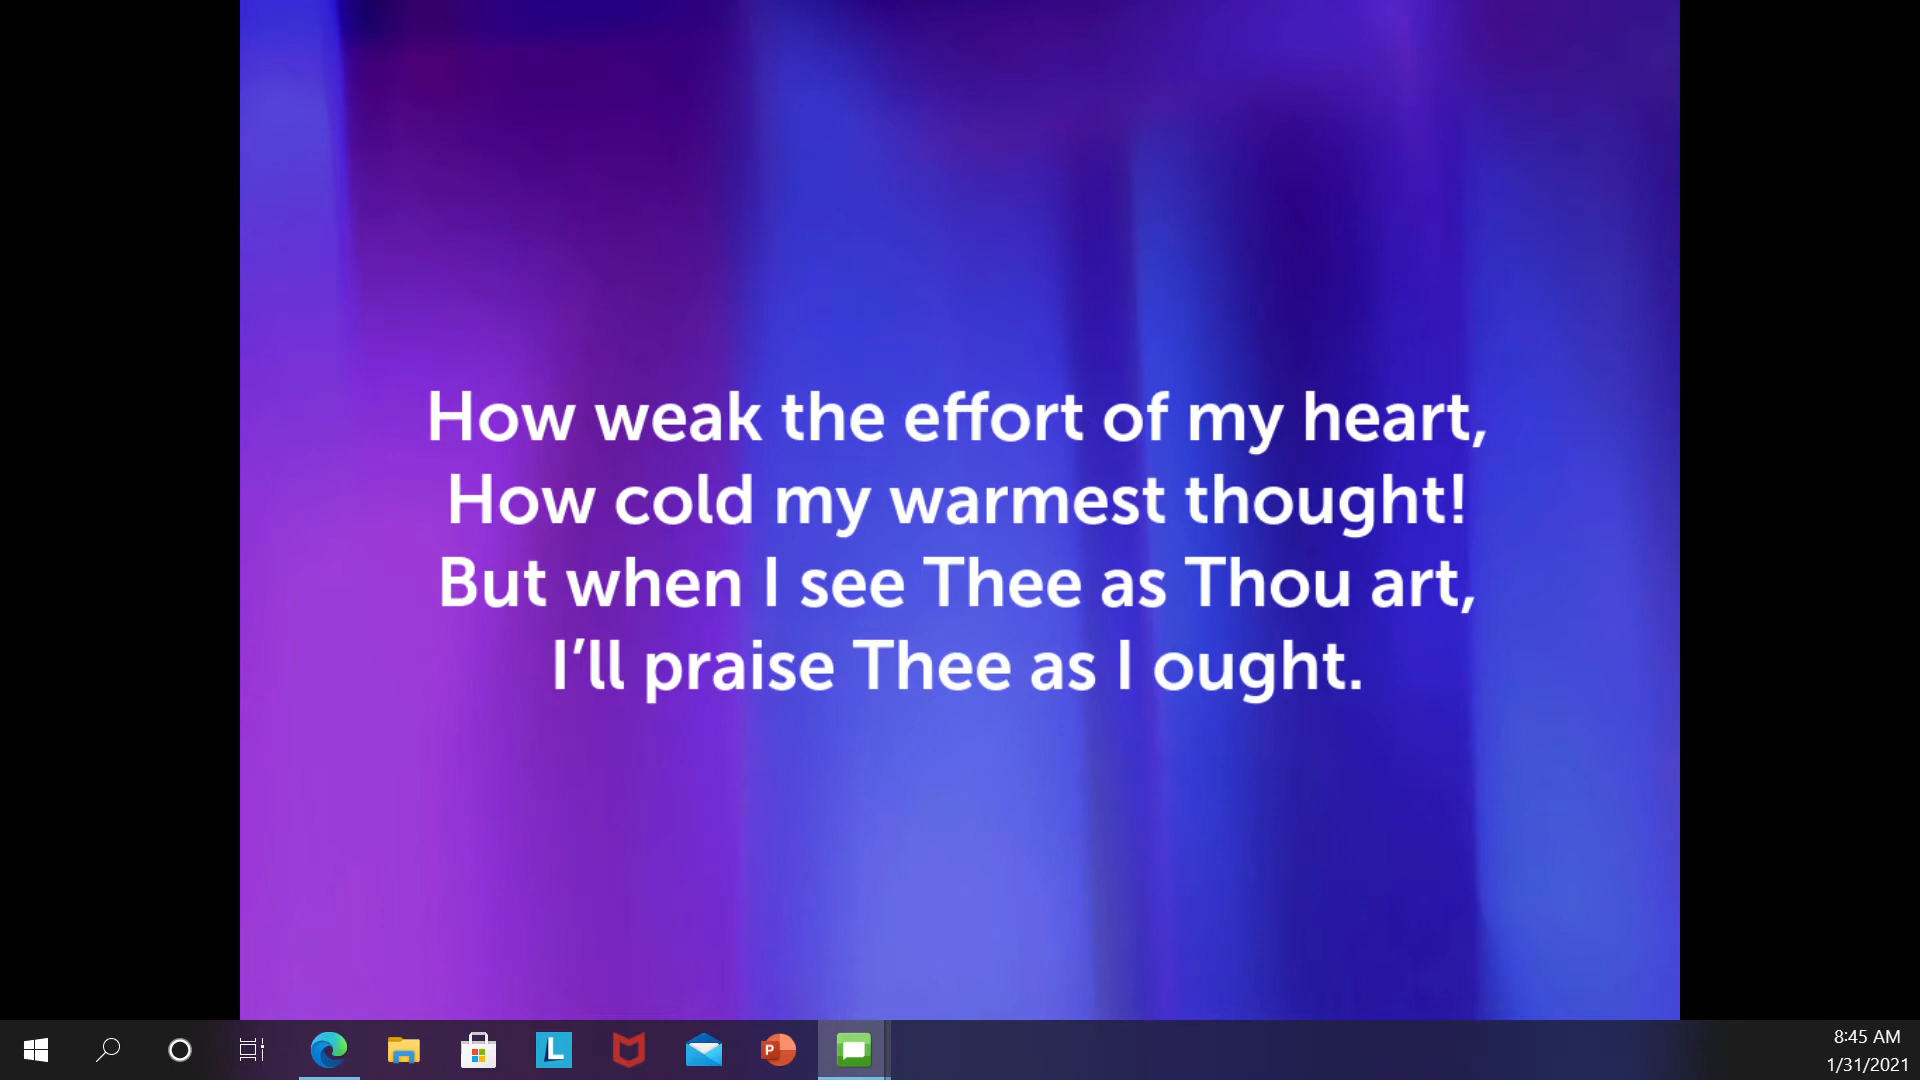 How weak the effort of my heart,
How cold my warmest thought!
But when I see Thee as Thou art,
I’ll praise Thee as I ought.
L
P
8:45 AM
1/31/2021